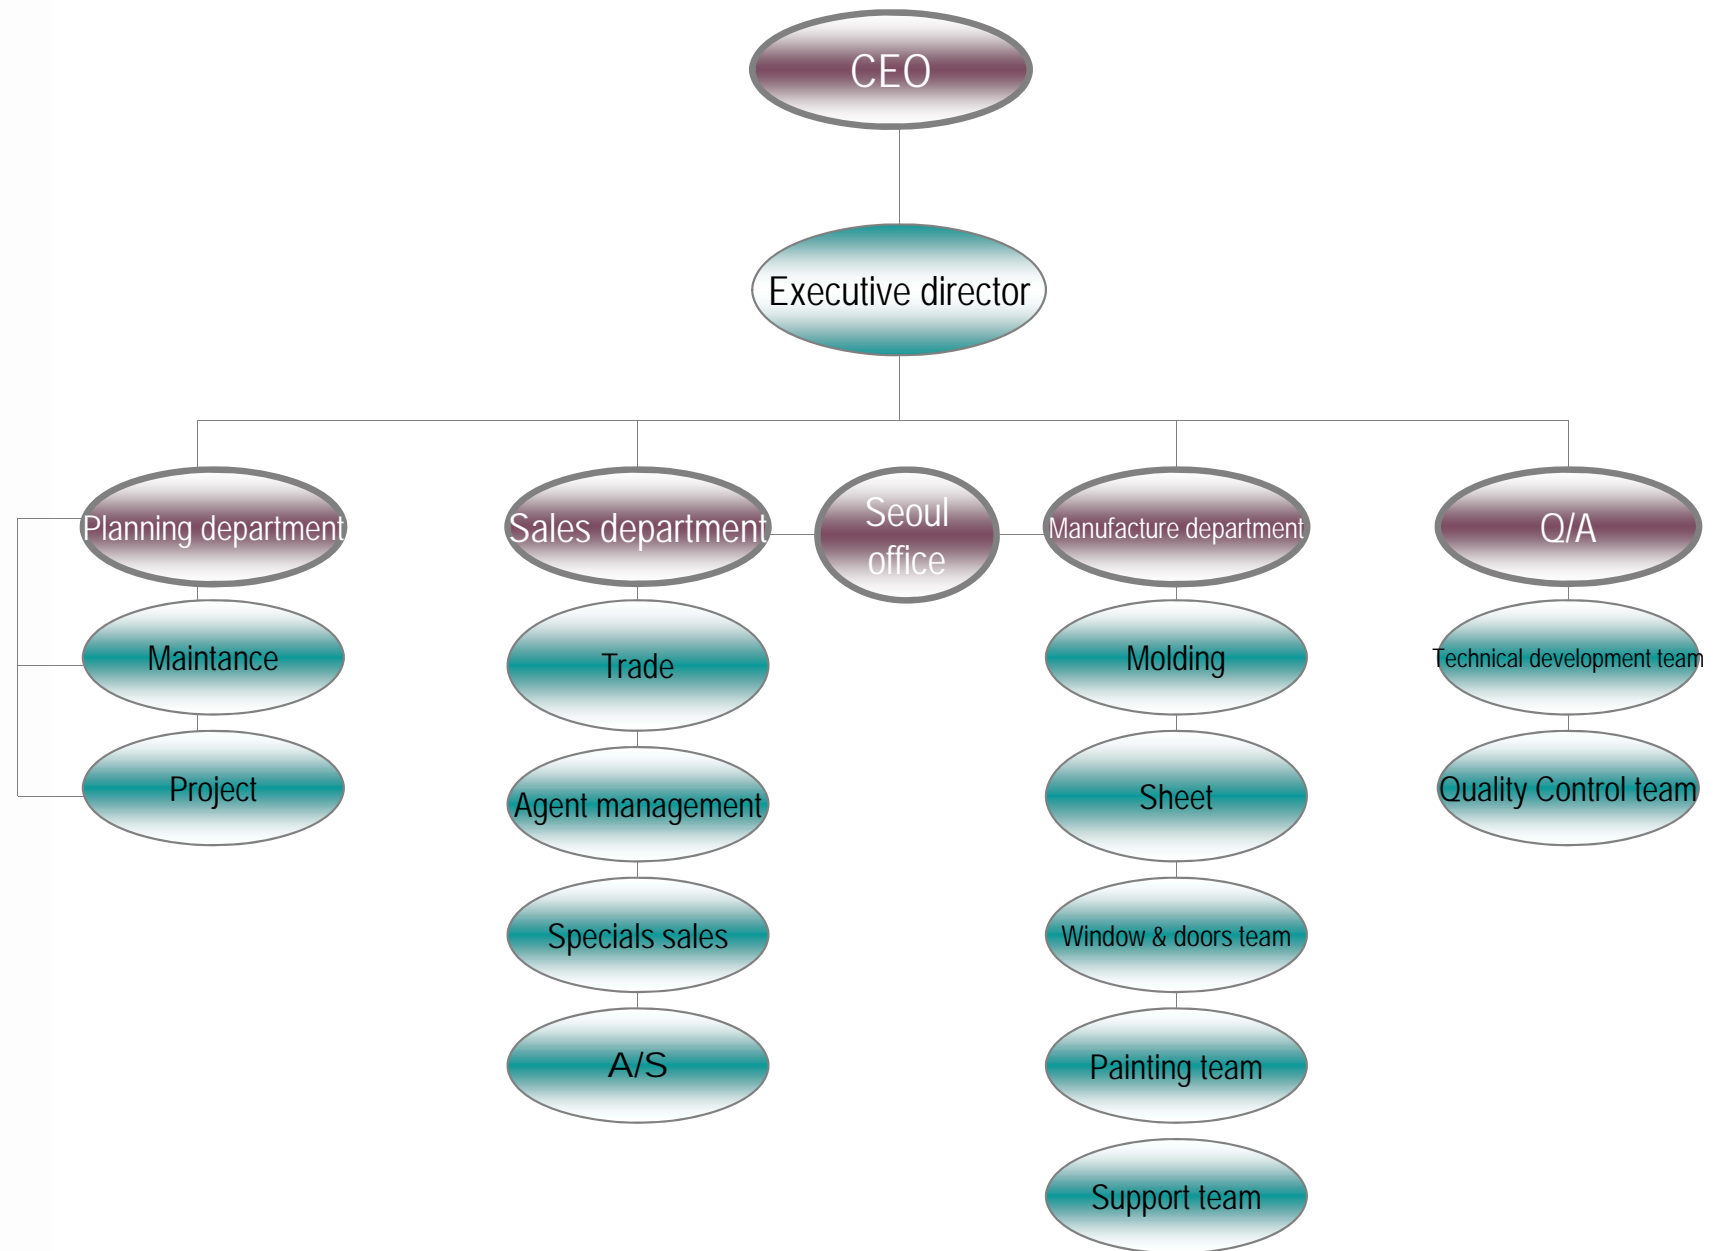 CEO
Executive director
Planning department
Sales department
Seoul
office
Manufacture department
Q/A
Maintance
Trade
Molding
Technical development team
Project
Agent management
Sheet
Quality Control team
Specials sales
Window & doors team
A/S
Painting team
Support team